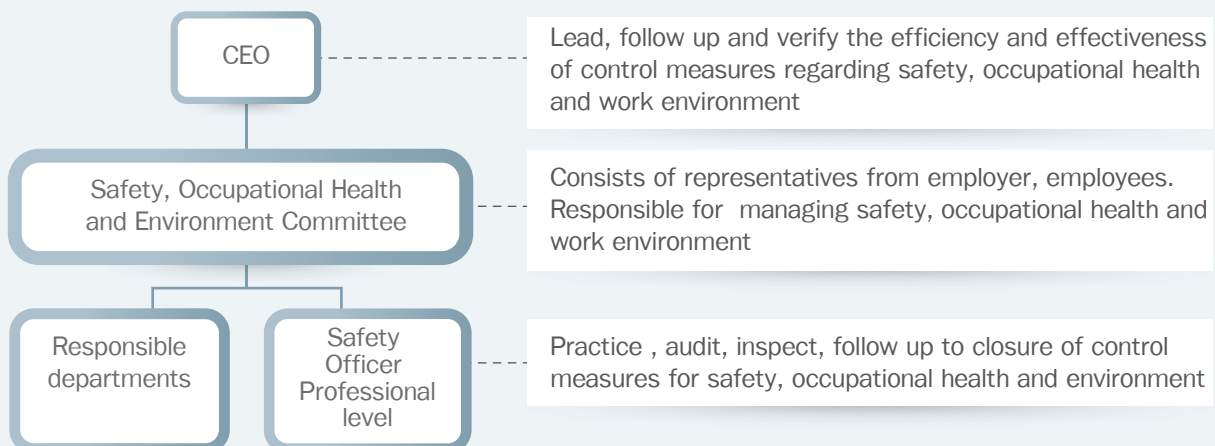 CEO
Lead, follow up and verify the efficiency and effectiveness
of control measures regarding safety, occupational health
and work environment
Safety, Occupational Health
and Environment Committee
Consists of representatives from employer, employees.
Responsible for  managing safety, occupational health and
work environment
Responsible
departments
Safety
Officer
Professional
level
Practice , audit, inspect, follow up to closure of control
measures for safety, occupational health and environment